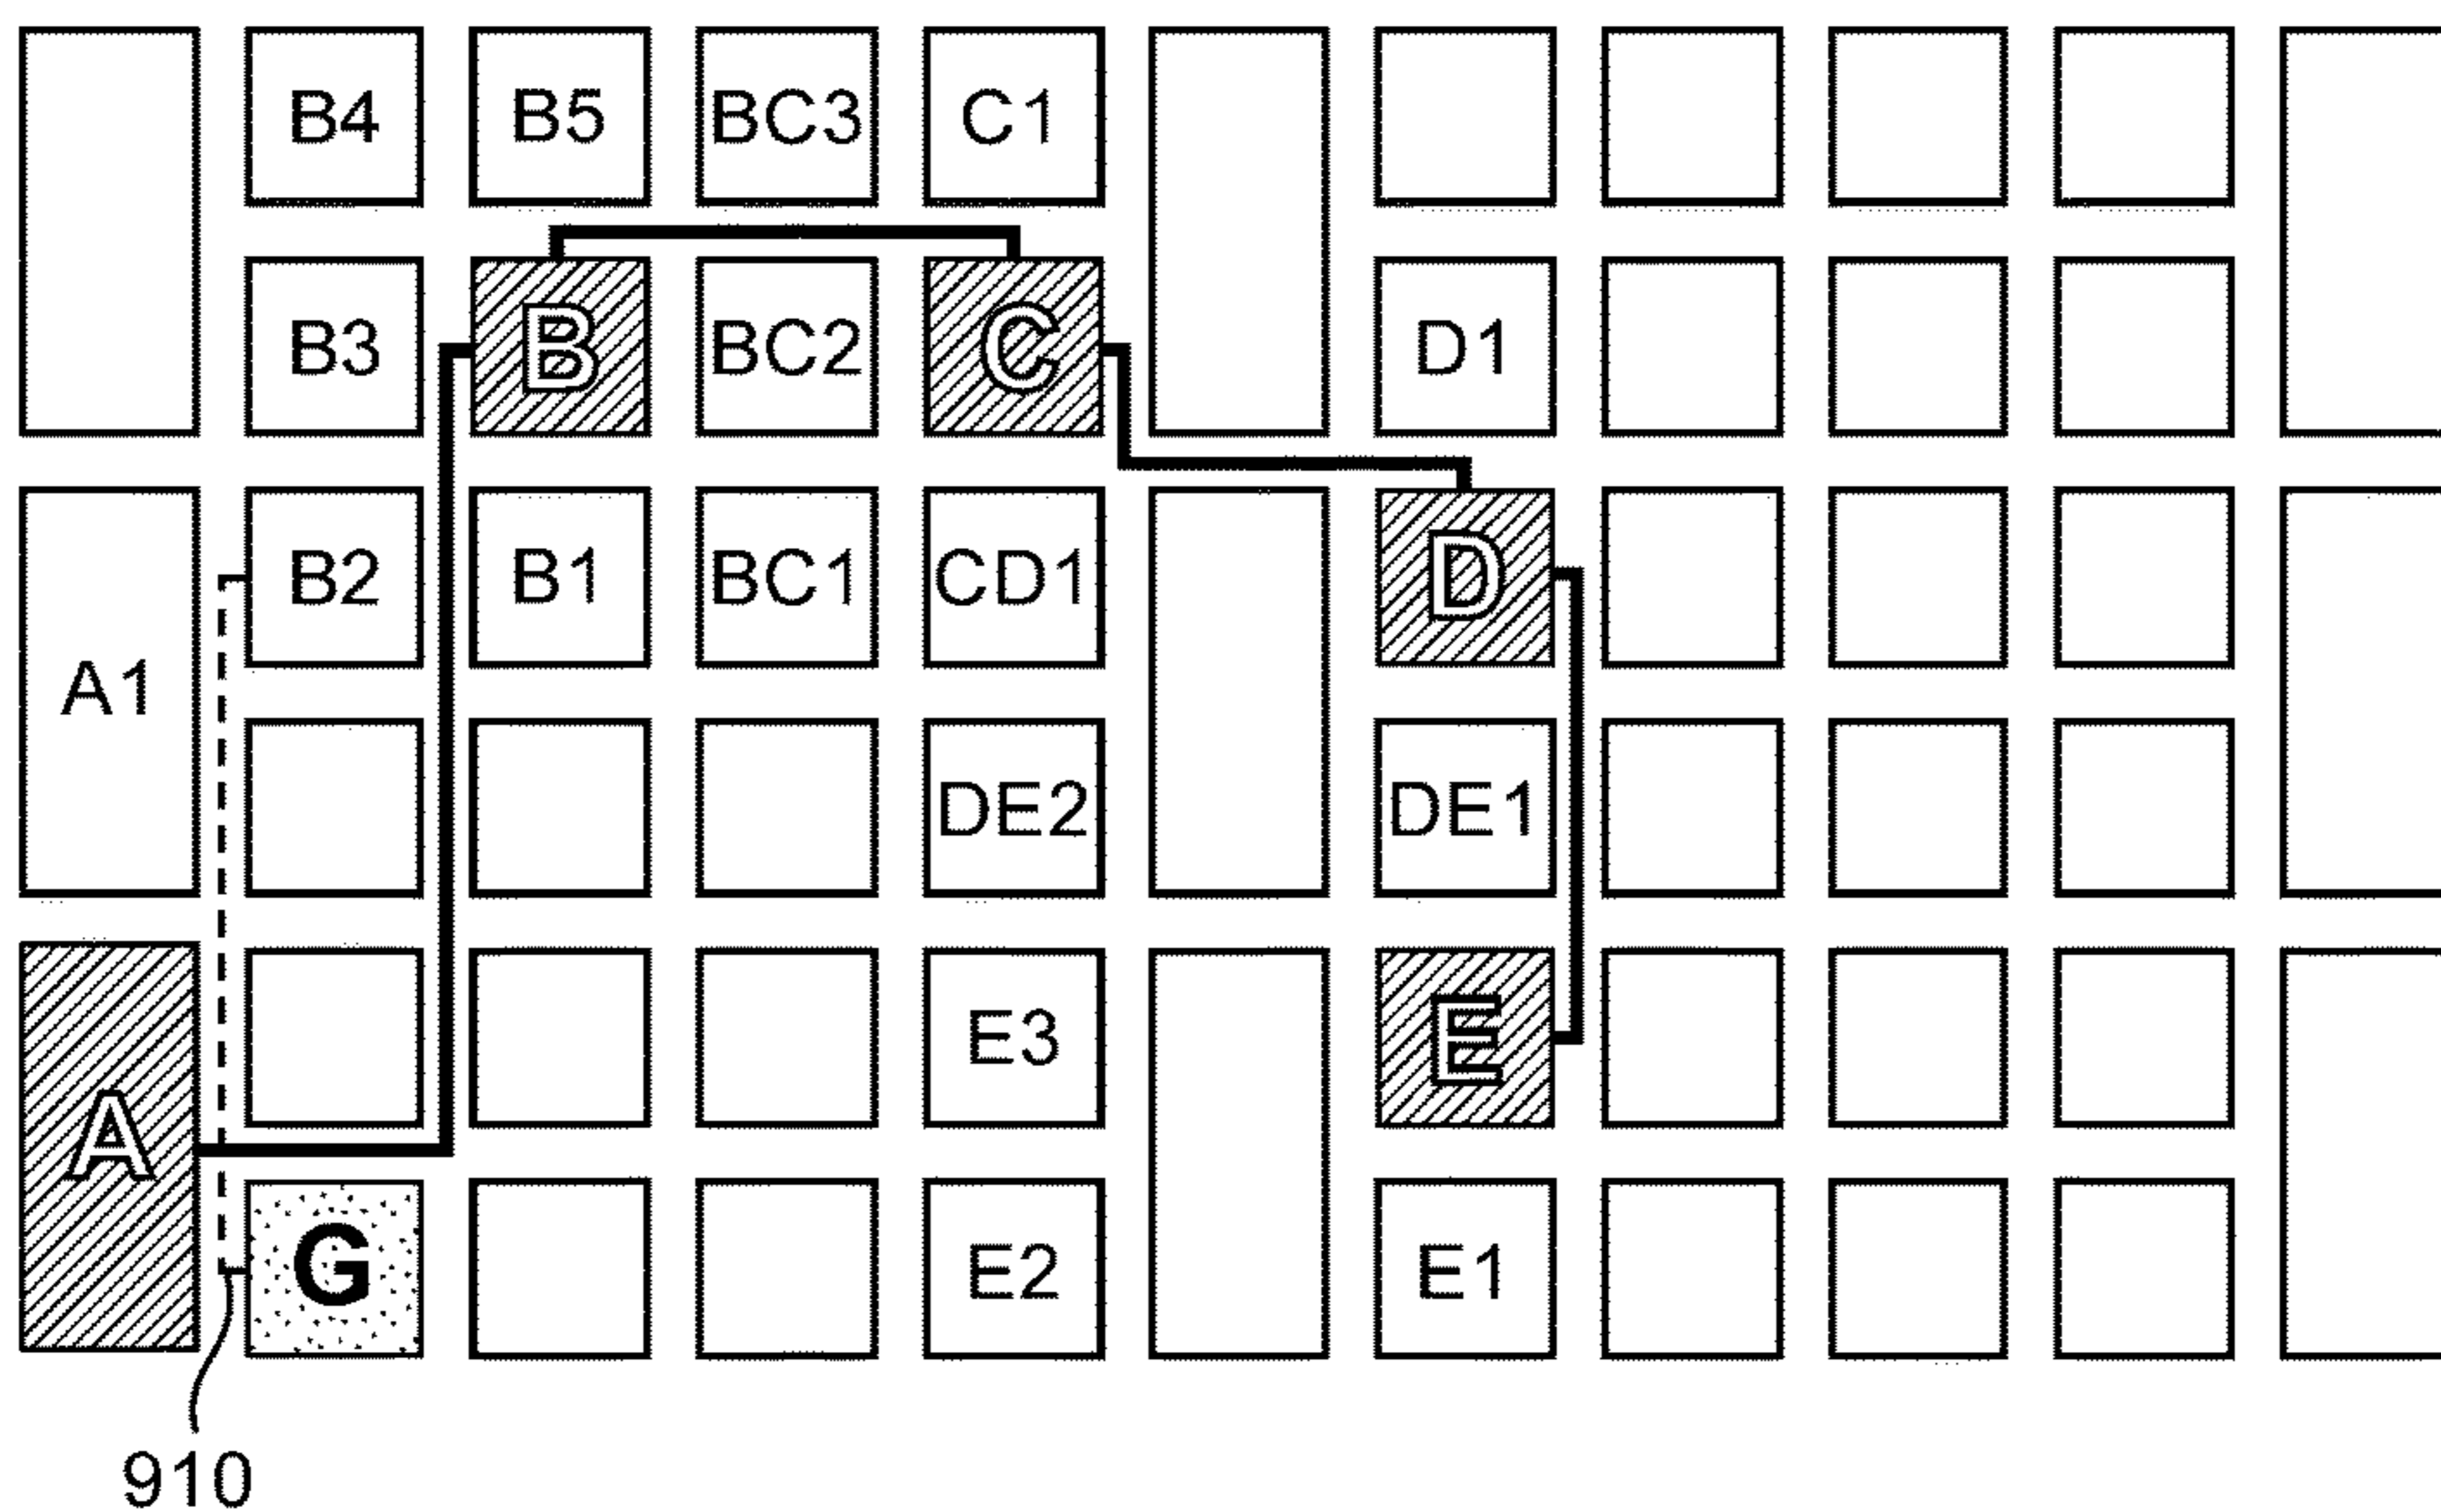 B4 B5 BC3 C1
B3 B BC2 C D1
B2 B1 BC1 CD1 D
A1
DE2 DE1
E3 E
A
G E2 E1
910